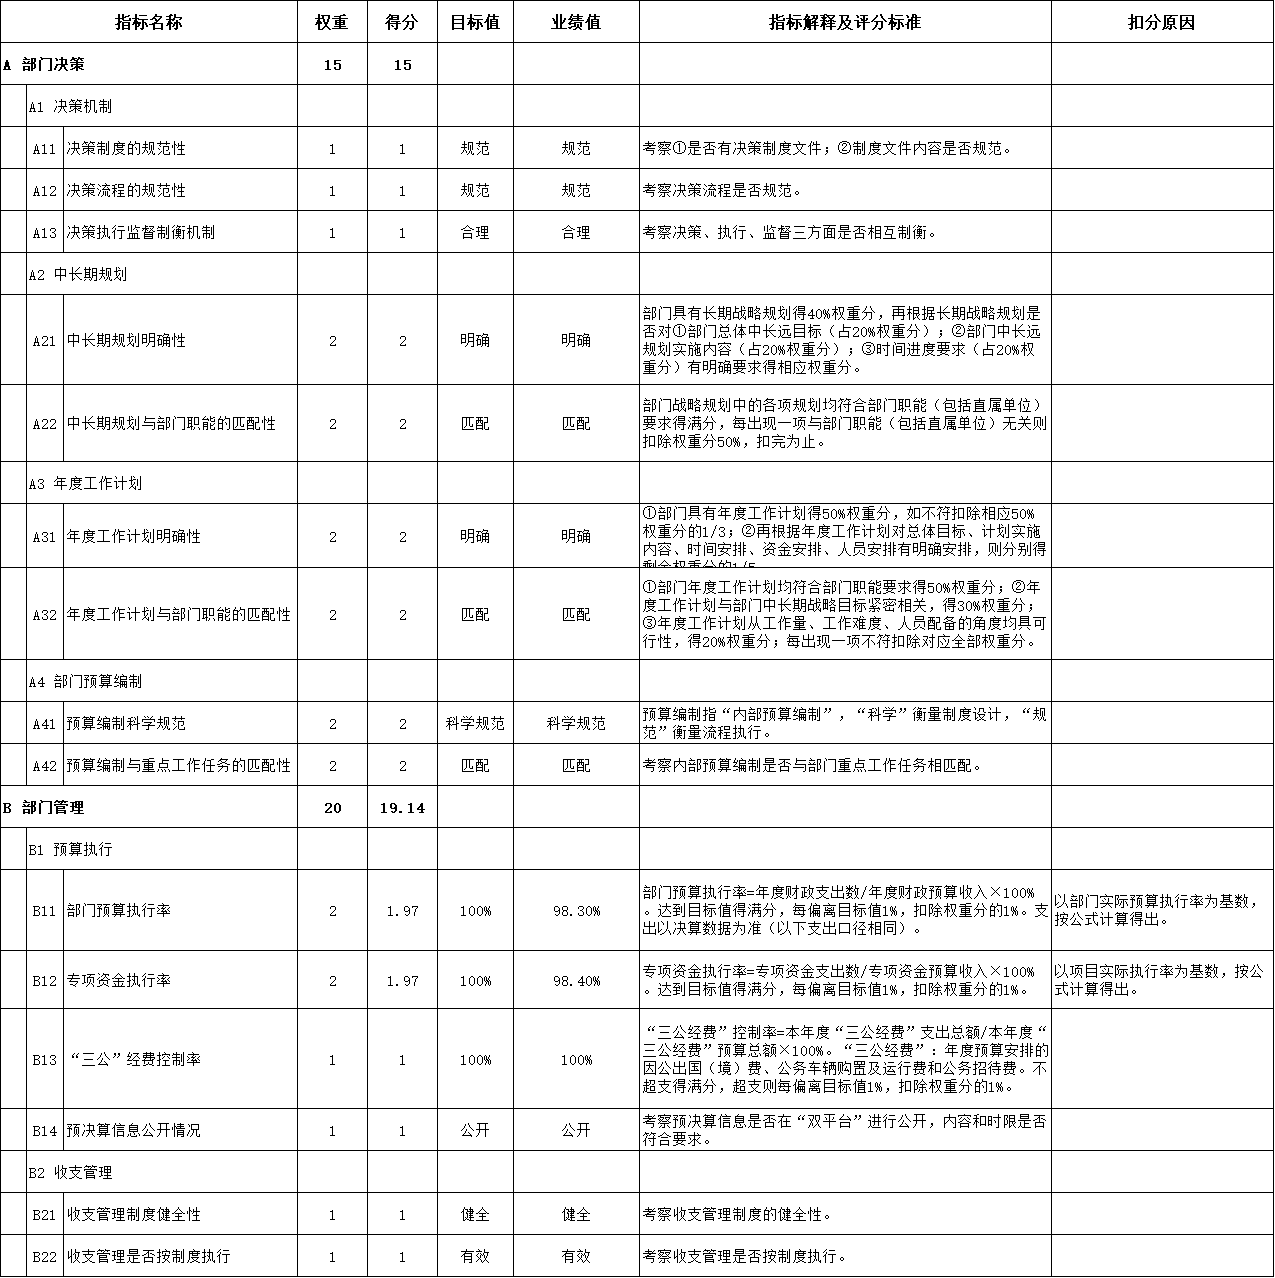 指标名称 权重 得分 目标值 业绩值 指标解释及评分标准 扣分原因
A 部门决策 15 15
A1 决策机制
A11 决策制度的规范性 1 1 规范 规范 考察①是否有决策制度文件；②制度文件内容是否规范。
A12 决策流程的规范性 1 1 规范 规范 考察决策流程是否规范。
A13 决策执行监督制衡机制 1 1 合理 合理 考察决策、执行、监督三方面是否相互制衡。
A2 中长期规划
A21 中长期规划明确性 2 2 明确 明确
部门具有长期战略规划得40%权重分，再根据长期战略规划是
否对①部门总体中长远目标（占20%权重分）；②部门中长远
规划实施内容（占20%权重分）；③时间进度要求（占20%权
重分）有明确要求得相应权重分。
A22 中长期规划与部门职能的匹配性 2 2 匹配 匹配
部门战略规划中的各项规划均符合部门职能（包括直属单位）
要求得满分，每出现一项与部门职能（包括直属单位）无关则
扣除权重分50%，扣完为止。
A3 年度工作计划
A31 年度工作计划明确性 2 2 明确 明确
①部门具有年度工作计划得50%权重分，如不符扣除相应50%
权重分的1/3；②再根据年度工作计划对总体目标、计划实施
内容、时间安排、资金安排、人员安排有明确安排，则分别得
剩余权重分的1/5
A32 年度工作计划与部门职能的匹配性 2 2 匹配 匹配
①部门年度工作计划均符合部门职能要求得50%权重分；②年
度工作计划与部门中长期战略目标紧密相关，得30%权重分；
③年度工作计划从工作量、工作难度、人员配备的角度均具可
行性，得20%权重分；每出现一项不符扣除对应全部权重分。
A4 部门预算编制
A41 预算编制科学规范 2 2 科学规范 科学规范
预算编制指“内部预算编制”，“科学”衡量制度设计，“规
范”衡量流程执行。
A42 预算编制与重点工作任务的匹配性 2 2 匹配 匹配 考察内部预算编制是否与部门重点工作任务相匹配。
B 部门管理 20 19.14
B1 预算执行
B11 部门预算执行率 2 1.97 100% 98.30%
部门预算执行率=年度财政支出数/年度财政预算收入×100%
。达到目标值得满分，每偏离目标值1%，扣除权重分的1%。支
出以决算数据为准（以下支出口径相同）。
以部门实际预算执行率为基数，
按公式计算得出。
B12 专项资金执行率 2 1.97 100% 98.40%
专项资金执行率=专项资金支出数/专项资金预算收入×100%
。达到目标值得满分，每偏离目标值1%，扣除权重分的1%。
以项目实际执行率为基数，按公
式计算得出。
B13 “三公”经费控制率 1 1 100% 100%
“三公经费”控制率=本年度“三公经费”支出总额/本年度“
三公经费”预算总额×100%。“三公经费”：年度预算安排的
因公出国（境）费、公务车辆购置及运行费和公务招待费。不
超支得满分，超支则每偏离目标值1%，扣除权重分的1%。
B14 预决算信息公开情况 1 1 公开 公开
考察预决算信息是否在“双平台”进行公开，内容和时限是否
符合要求。
B2 收支管理
B21 收支管理制度健全性 1 1 健全 健全 考察收支管理制度的健全性。
B22 收支管理是否按制度执行 1 1 有效 有效 考察收支管理是否按制度执行。